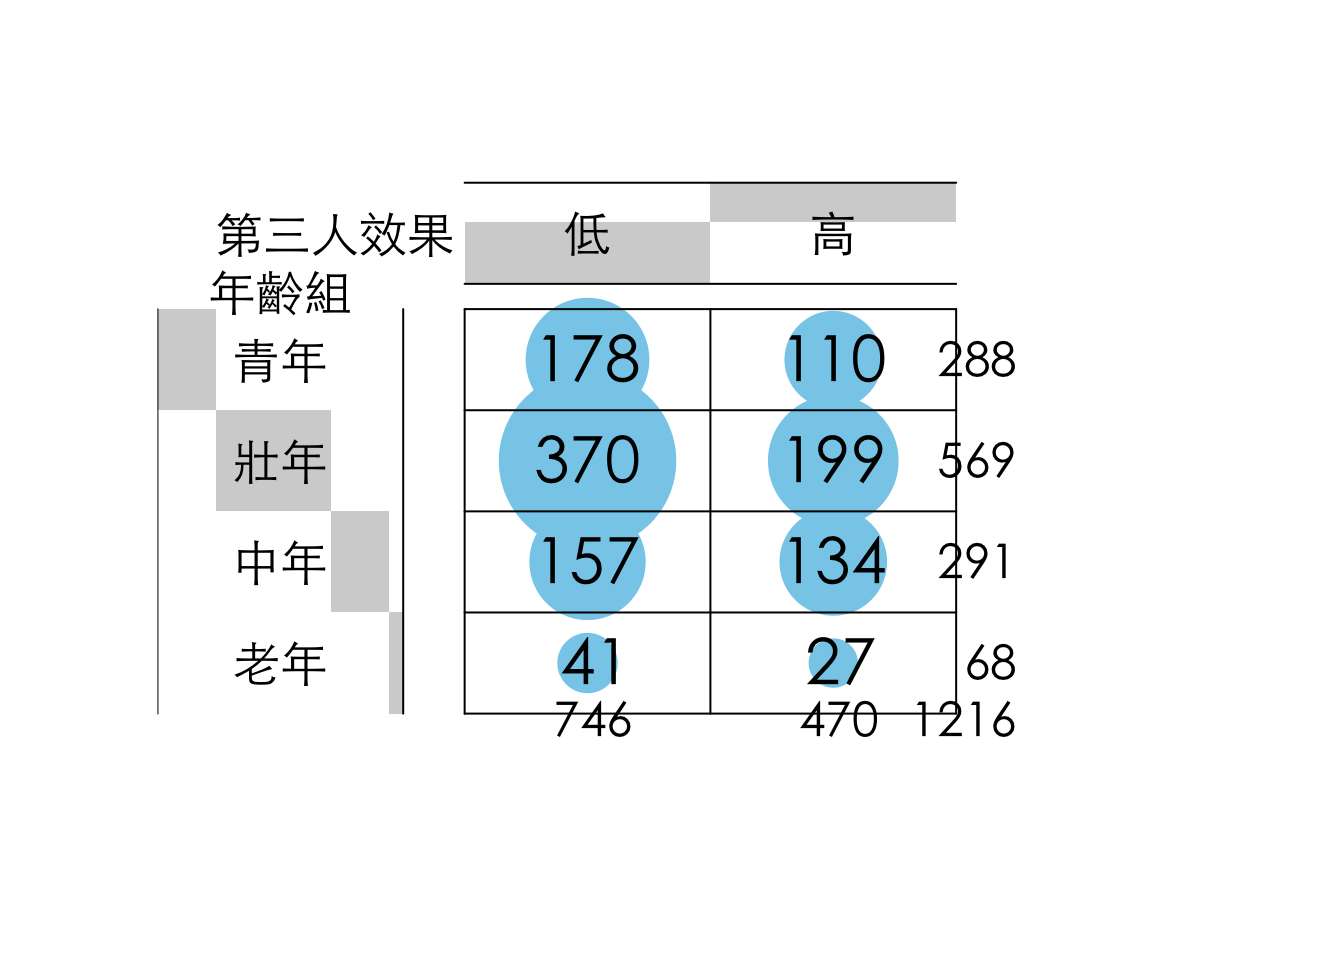 第三人效果 低 高
年齡組
青年 178 110 288
壯年 370 199 569
中年 157 134 291
老年 41 27 68
746 470 1216